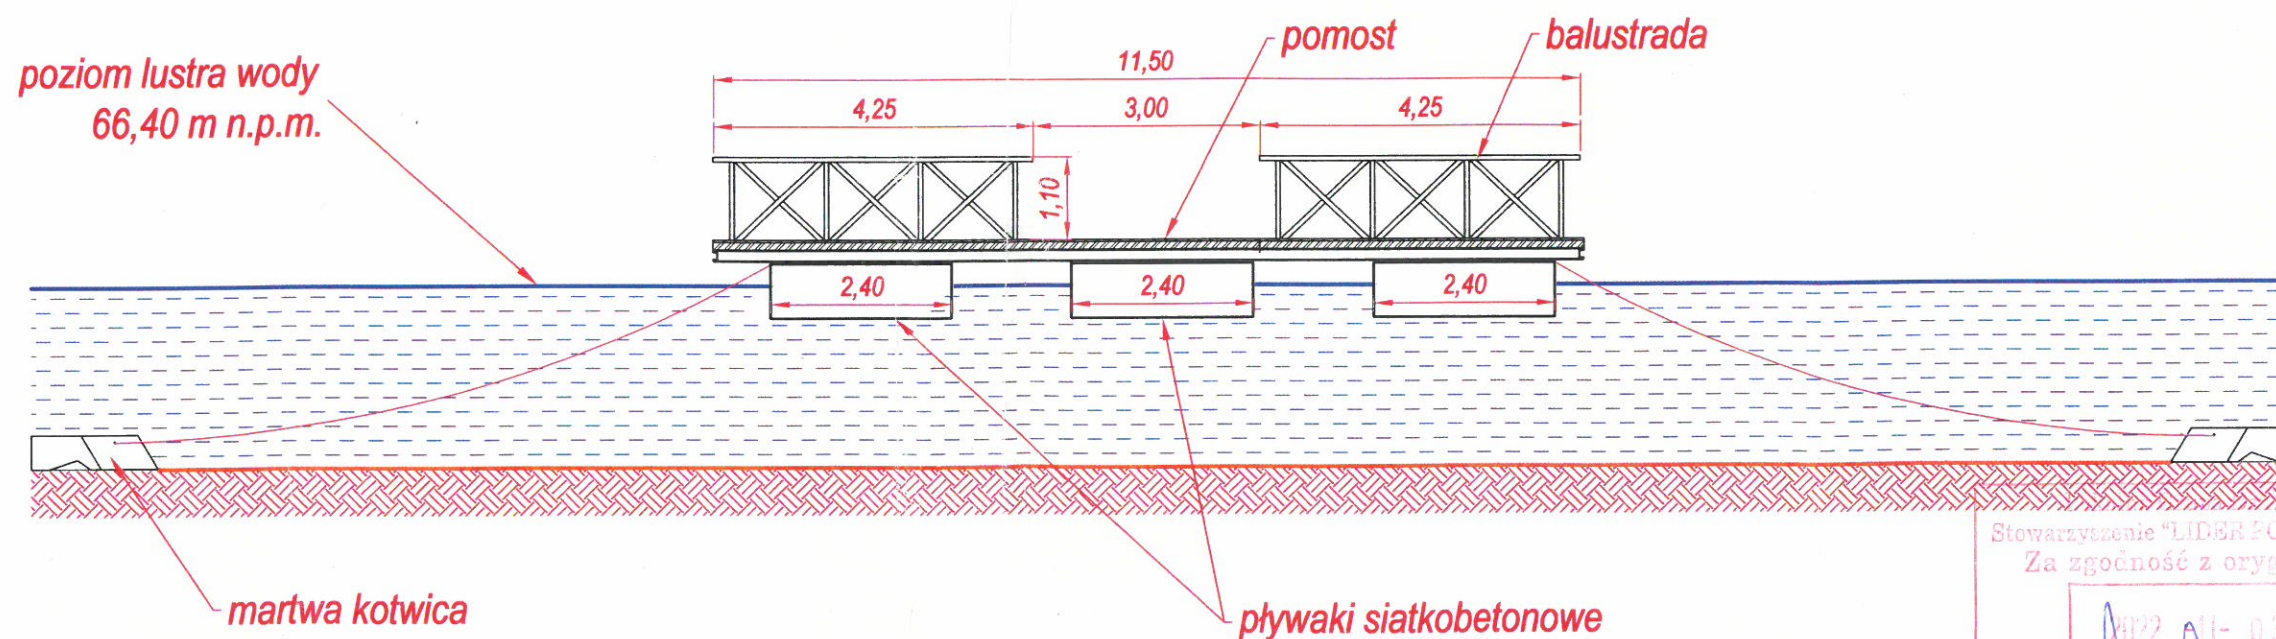 poziom lustra wody
66,40 m n.p.m.
pomost
balustrada
11,50
4,25
3,00
4,25
1,10
2,40
2,40
2,40
martwa kotwica
pływaki siatkobetonowe
Stowarzyszenie "LIDER
Za zgodność z